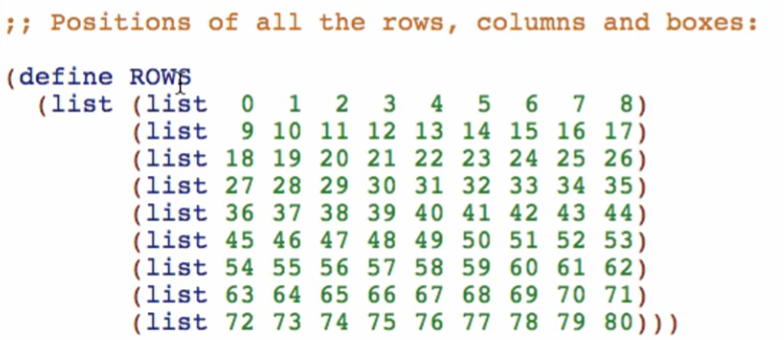 ;; Positions of all the rows, columns and boxes:
(define ROWS
(list (list 0 1 2 3 4 5 6 7 8)
(list 9 10 11 12 13 14 15 16 17)
(list 18 19 20 21 22 23 24 25 26)
(list 27 28 29 30 31 32 33 34 35)
(list 36 37 38 39 40 41 42 43 44)
(list 45 46 47 48 49 50 51 52 53)
(list 54 55 56 57 58 59 60 61 62)
(list 63 64 65 66 67 68 69 70 71)
(list 72 73 74 75 76 77 78 79 80)))